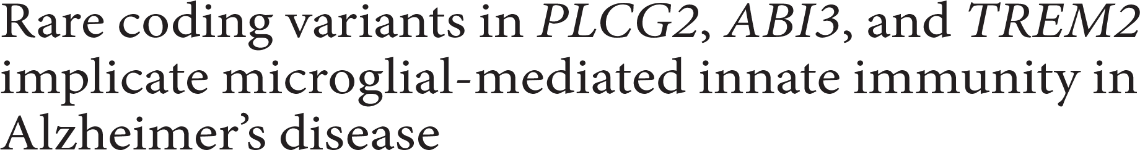 Rare coding variants in PLCG2, ABI3, and TREM2
implicate microglial-mediated innate immunity in
Alzheimer’s disease